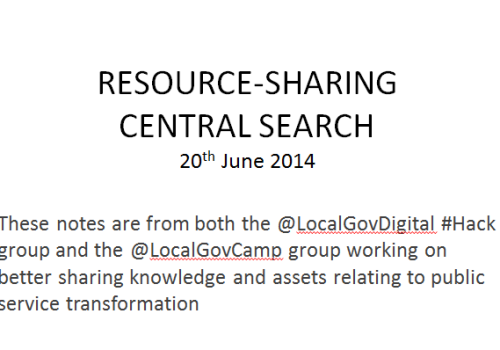 RESOURCE-SHARING
CENTRAL SEARCH
20th June 2014
These notes are from both the @LocalGovDigital #Hack
group and the @LocalGovCamp group working on
better sharing knowledge and assets relating to public
service transformation